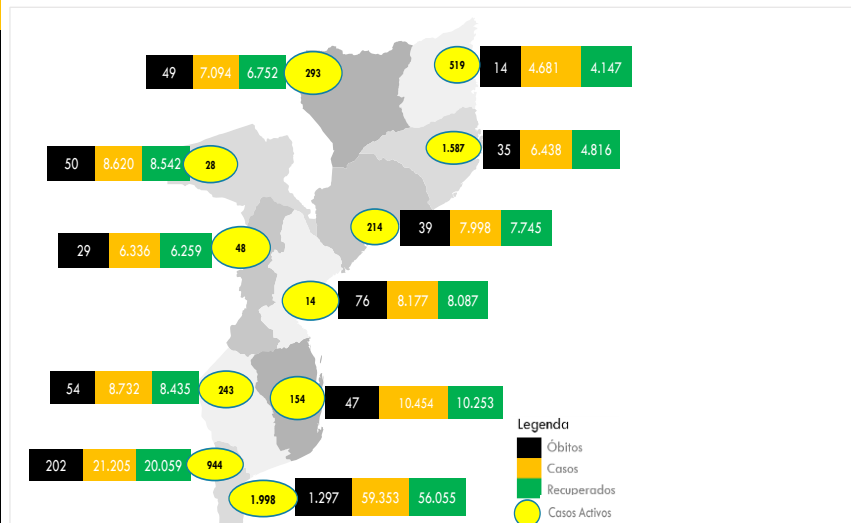 519 14 4.681 4.147
49 7.094 6.752 293
1.587 35 6.438 4.816
50 8.620 8.542 28
214 39 7.998 7.745
29 6.336 6.259 48
14 76 8.177 8.087
54 8.732 8.435 243
154 47 10.454 10.253
Legenda
Óbitos
Casos
Recuperados
Casos Activos
202 21.205 20.059 944
1.998 1.297 59.353 56.055